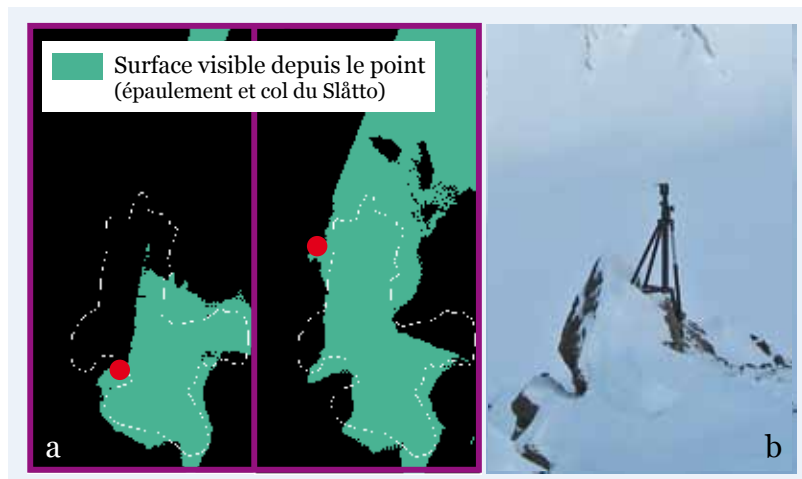 Surface visible depuis le point
(épaulement et col du Slåtto)
a
b